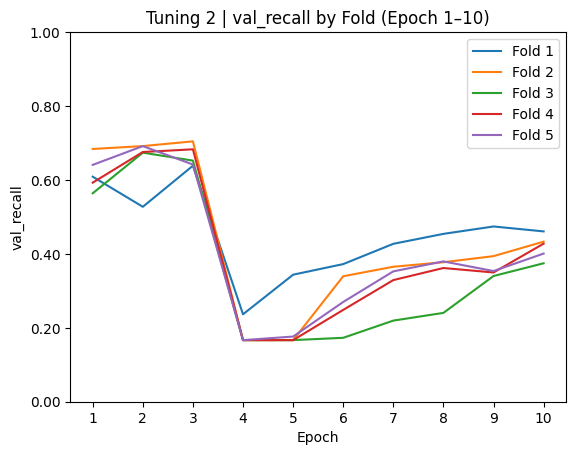 Tuning 2 | val_recall by Fold (Epoch 1–10)
1.00
0.80
0.60
0.40
0.20
0.00
val_recall
Fold 1
Fold 2
Fold 3
Fold 4
Fold 5
1 2 3 4 5 6 7 8 9 10
Epoch